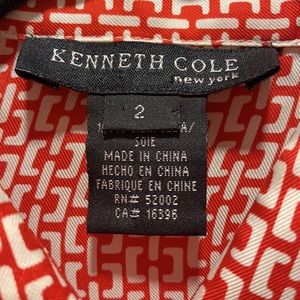 KENNETH COLE
new york
2
SOIE
MADE IN CHINA
HECHO EN CHINA
FABRIQUE EN CHINE
RN# 52002
CA# 16396